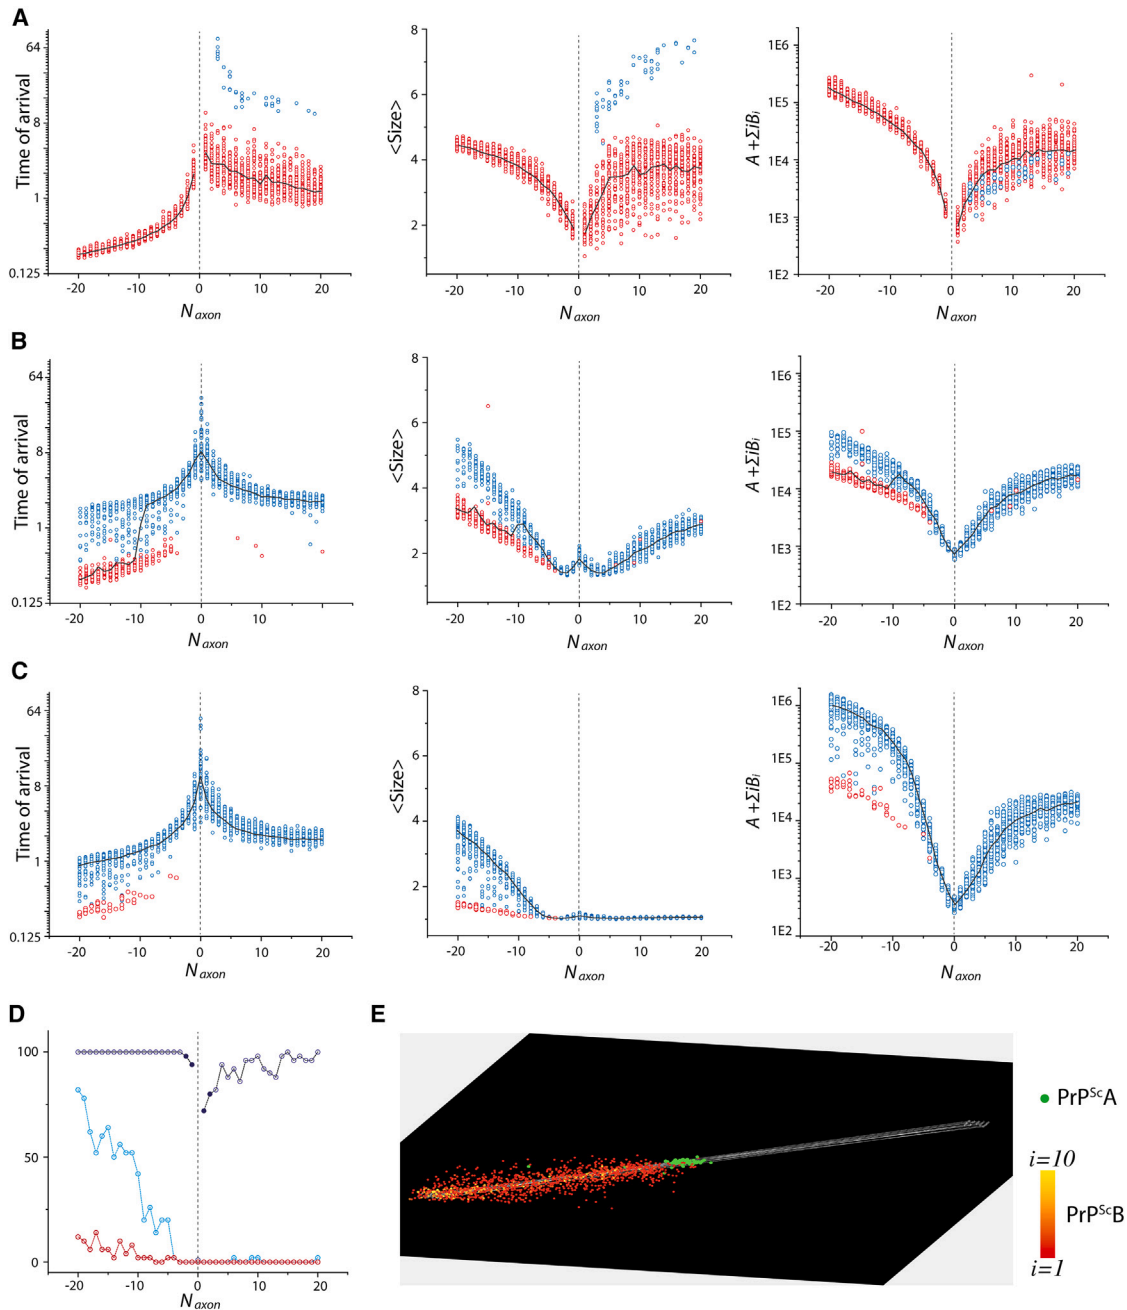 A
Time of arrival
64
8
1
0.125
-20 -10 0 10 20
N axon
<Size>
8
6
4
2
-20 -10 0 10 20
N axon
A +ΣiBi
1E6
1E5
1E4
1E3
1E2
-20 -10 0 10 20
N axon
B
Time of arrival
64
8
1
0.125
-20 -10 0 10 20
N axon
<Size>
8
6
4
2
-20 -10 0 10 20
N axon
A +ΣiBi
1E6
1E5
1E4
1E3
1E2
-20 -10 0 10 20
N axon
C
Time of arrival
64
8
1
0.125
-20 -10 0 10 20
N axon
<Size>
8
6
4
2
-20 -10 0 10 20
N axon
A +ΣiBi
1E6
1E5
1E4
1E3
1E2
-20 -10 0 10 20
N axon
D
100
50
0
-20 -10 0 10 20
N axon
E
PrP^Sc A
i=10
PrP^Sc B
i=1